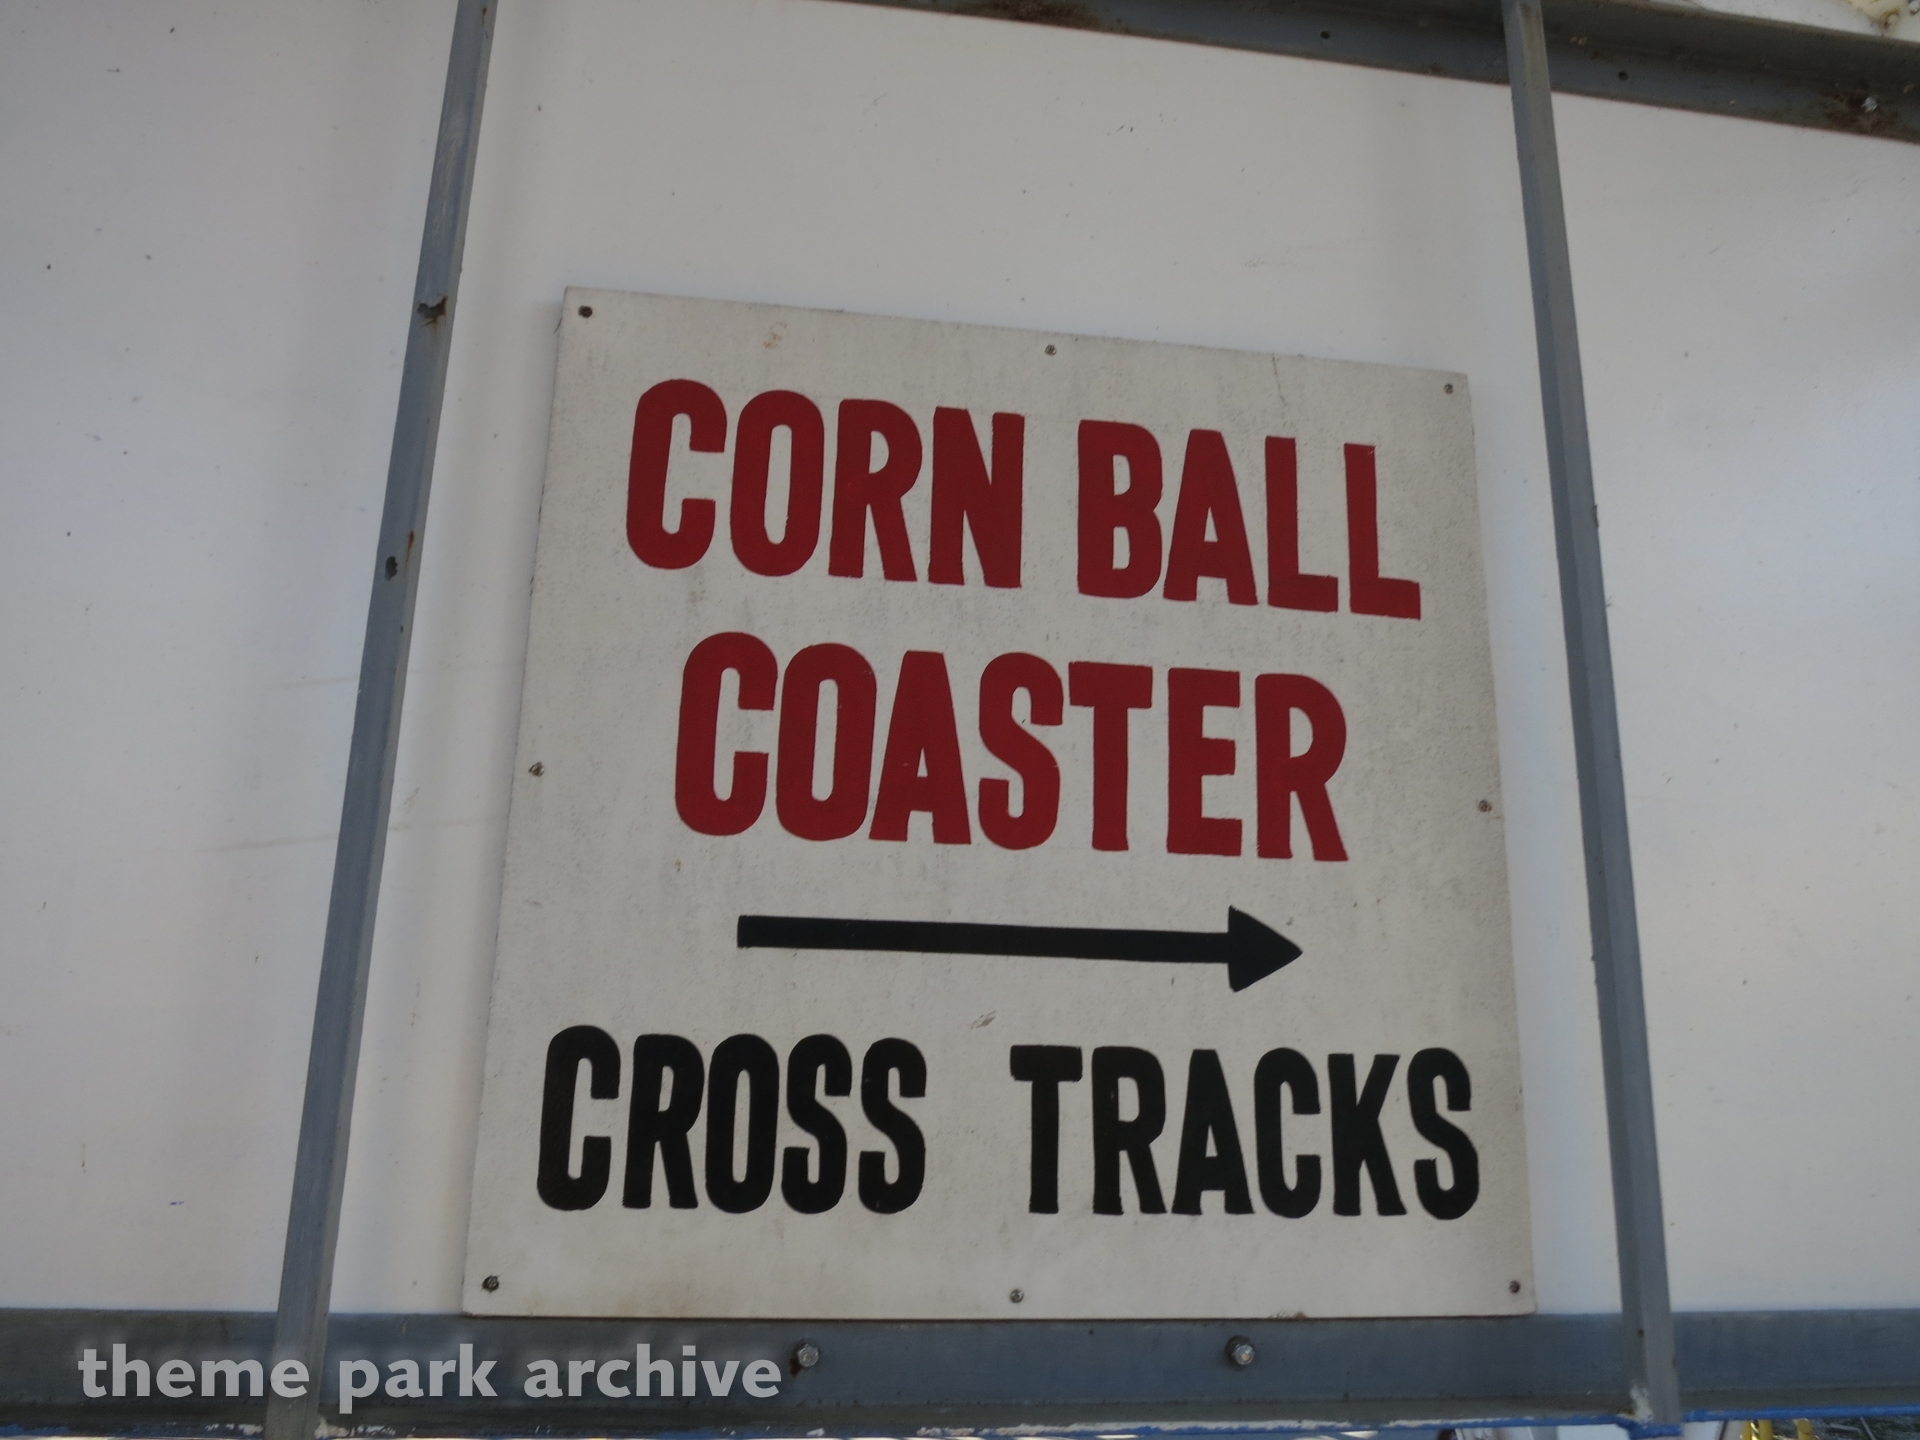 CORN BALL
COASTER
CROSS TRACKS
theme park archive